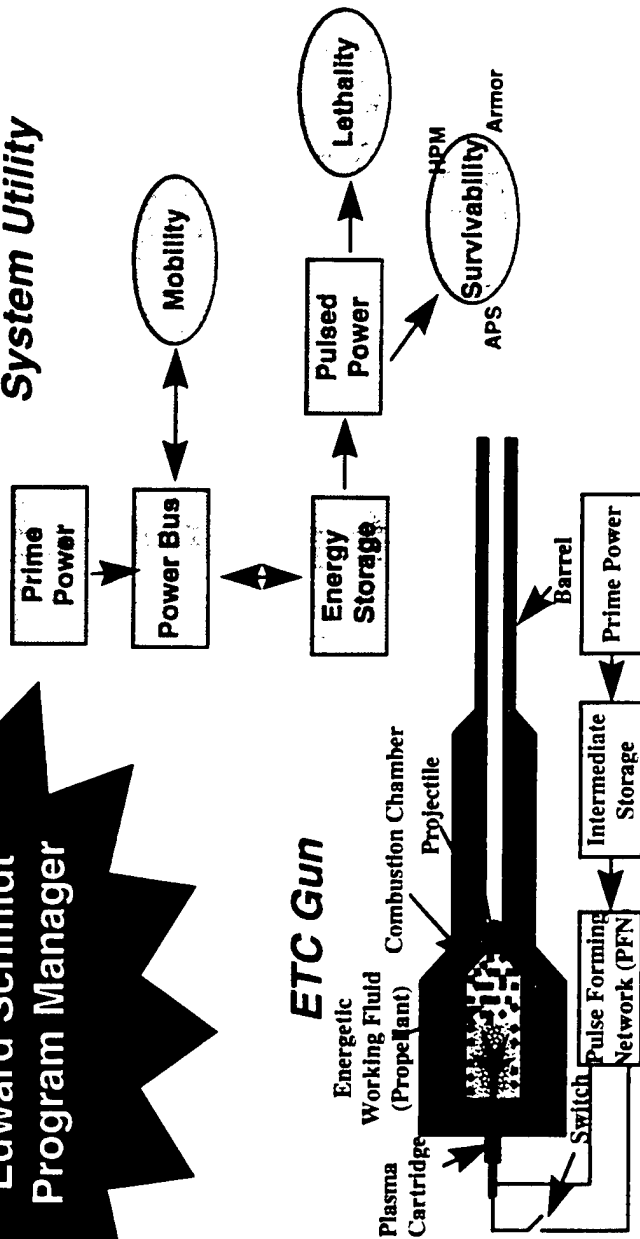 Edward Schmidt
Program Manager
System Utility
Prime
Power
Power Bus
Mobility
Energy
Storage
Pulsed
Power
Lethality
Survivability
HPM
APS
Armor
ETC Gun
Energetic
Working Fluid
(Propellant)
Combustion Chamber
Projectile
Plasma
Cartridge
Barrel
Switch
Pulse Forming
Network (PFN
Intermediate
Storage
Prime Power